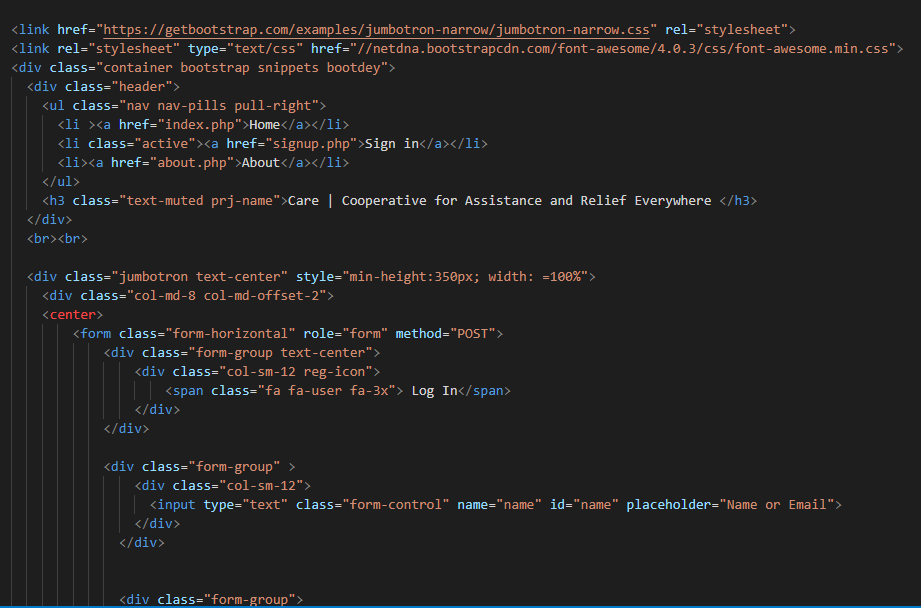 <link href="https://getbootstrap.com/examples/jumbotron-narrow/jumbotron-narrow.css" rel="stylesheet">
<link rel="stylesheet" type="text/css" href="//netdna.bootstrapcdn.com/font-awesome/4.0.3/css/font-awesome.min.css">
<div class="container bootstrap snippets bootdey">
<div class="header">
<ul class="nav nav-pills pull-right">
<li ><a href="index.php">Home</a></li>
<li class="active"><a href="signup.php">Sign in</a></li>
<li><a href="about.php">About</a></li>
</ul>
<h3 class="text-muted prj-name">Care | Cooperative for Assistance and Relief Everywhere </h3>
</div>
<br><br>
<div class="jumbotron text-center" style="min-height:350px; width: =100%">
<div class="col-md-8 col-md-offset-2">
<center>
<form class="form-horizontal" role="form" method="POST">
<div class="form-group text-center">
<div class="col-sm-12 reg-icon">
<span class="fa fa-user fa-3x"> Log In</span>
</div>
</div>
<div class="form-group" >
<div class="col-sm-12">
<input type="text" class="form-control" name="name" id="name" placeholder="Name or Email">
</div>
</div>
<div class="form-group">